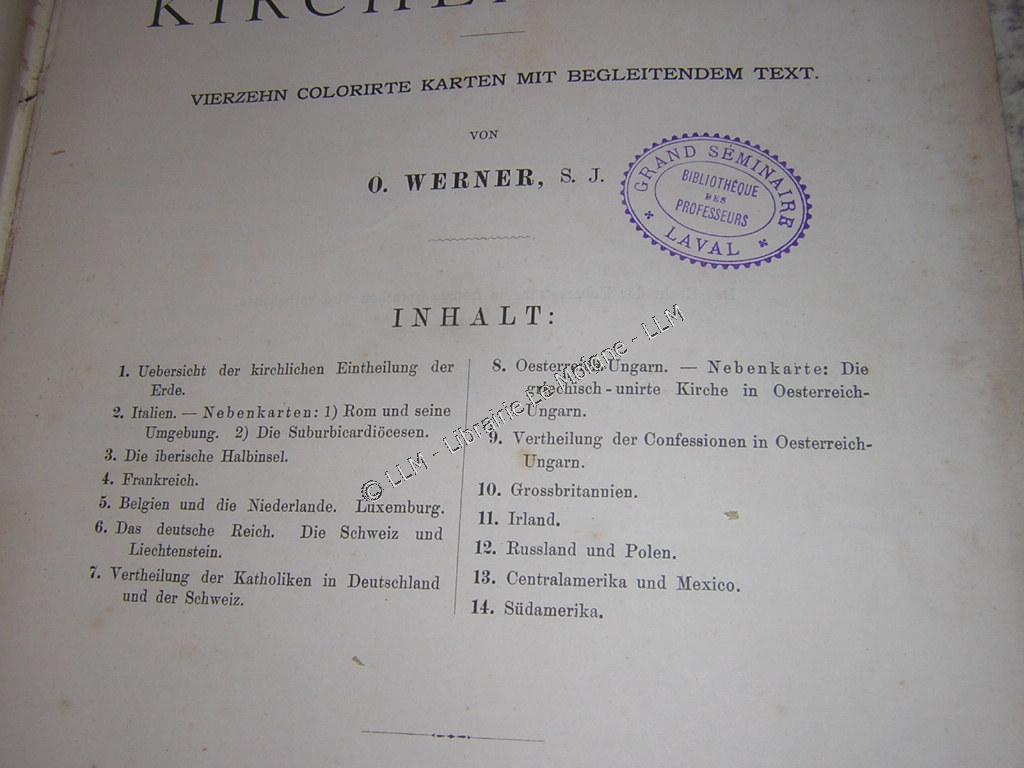 VIERZEHN COLORIRTE KARTEN MIT BEGLEITENDEM TEXT.
VON
O. WERNER, S. J.
GRAND SÉMINAIRE
BIBLIOTHÈQUE
DES
PROFESSEURS
LAVAL
INHALT:
1. Uebersicht der kirchlichen Eintheilung der
Erde.
2. Italien. — Nebenkarten: 1) Rom und seine
Umgebung. 2) Die Suburbicardiöcesen.
3. Die iberische Halbinsel.
4. Frankreich.
5. Belgien und die Niederlande. Luxemburg.
6. Das deutsche Reich. Die Schweiz und
Liechtenstein.
7. Vertheilung der Katholiken in Deutschland
und der Schweiz.
8. Oesterreich-Ungarn. — Nebenkarte: Die
griechisch-unirte Kirche in Oesterreich-
Ungarn.
9. Vertheilung der Confessionen in Oesterreich-
Ungarn.
10. Grossbritannien.
11. Irland.
12. Russland und Polen.
13. Centralamerika und Mexico.
14. Südamerika.
© LLM - Librairie Le Moigne - LLM